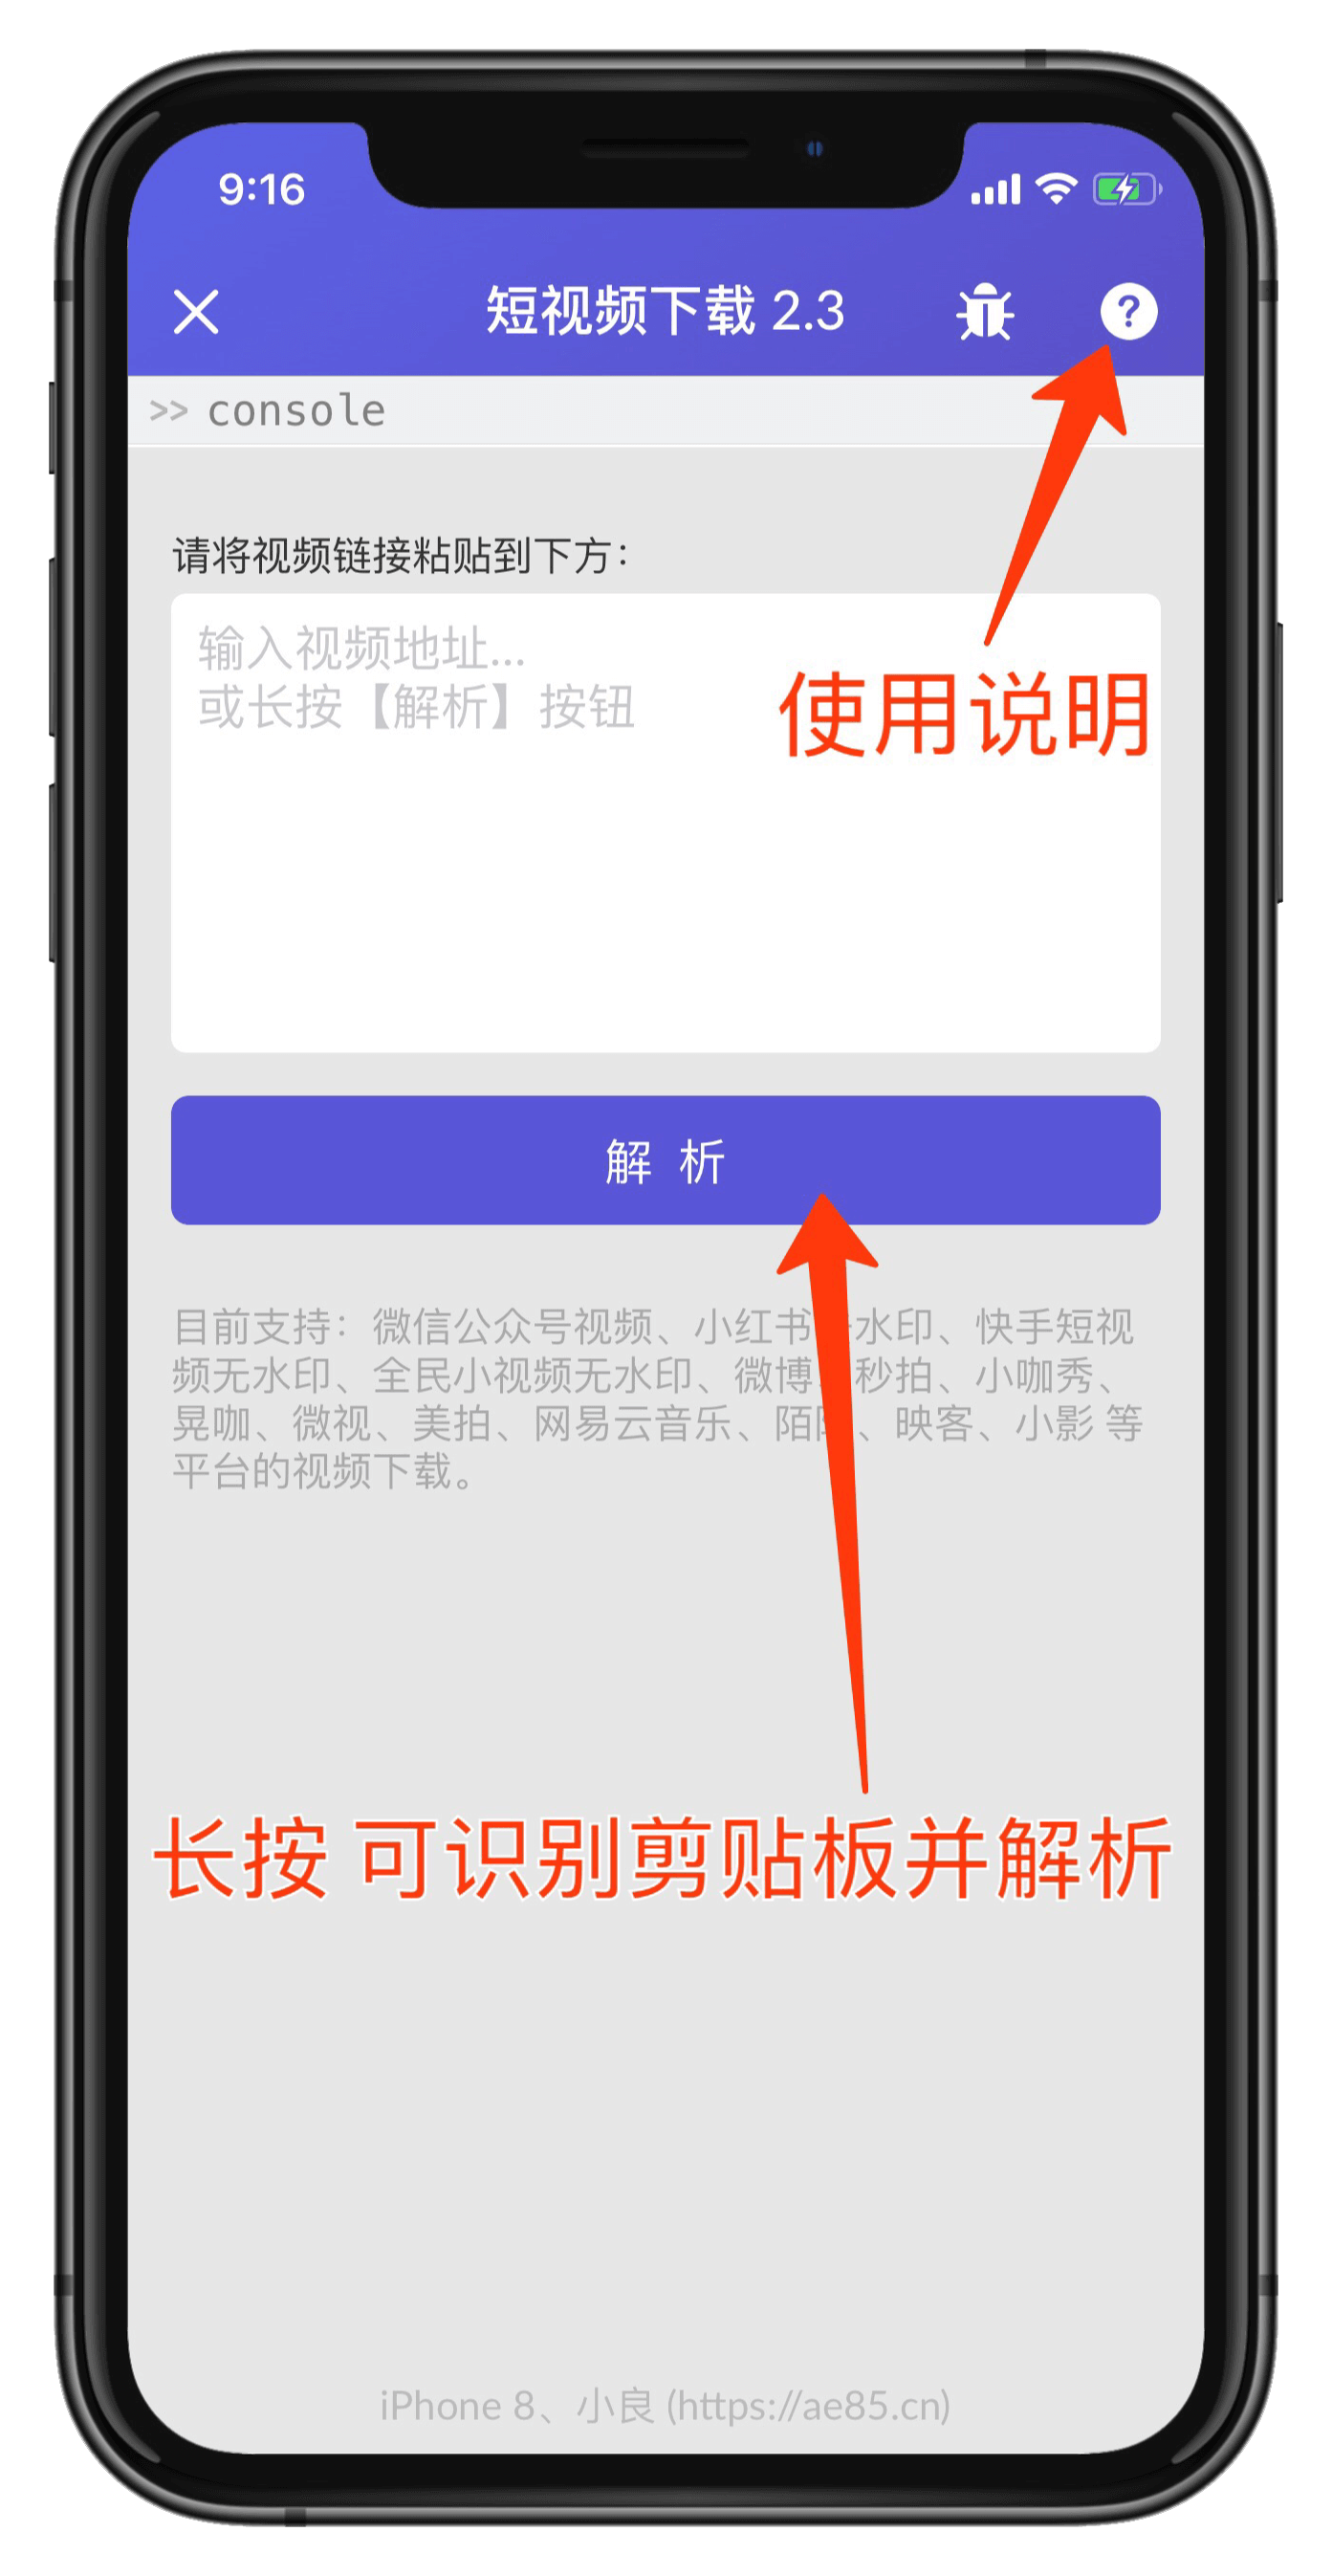 9:16
短视频下载 2.3
>> console
请将视频链接粘贴到下方：
输入视频地址...
或长按【解析】按钮
使用说明
解 析
目前支持：微信公众号视频、小红书水印、快手短视
频无水印、全民小视频无水印、微博、秒拍、小咖秀、
晃咖、微视、美拍、网易云音乐、陌、映客、小影 等
平台的视频下载。
长按 可识别剪贴板并解析
iPhone 8、小良 (https://ae85.cn)